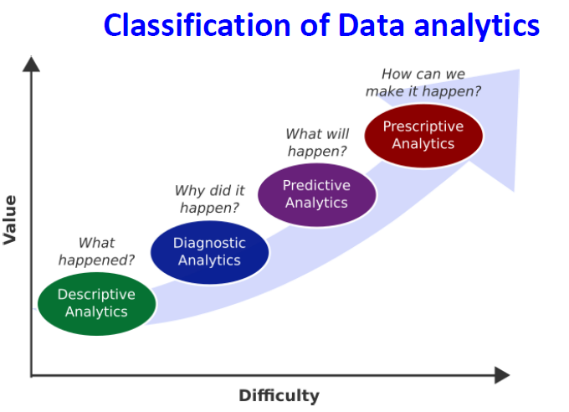 Classification of Data analytics
How can we
make it happen?
Prescriptive
Analytics
What will
happen?
Predictive
Analytics
Why did it
happen?
Diagnostic
Analytics
What
happened?
Descriptive
Analytics
Value
Difficulty